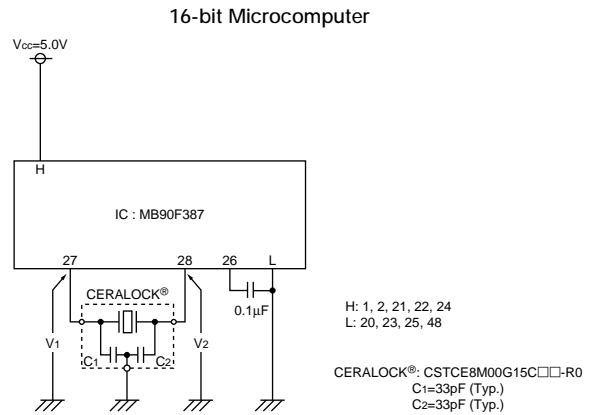 16-bit Microcomputer
Vcc=5.0V
H
IC : MB90F387
27 28 26 L
CERALOCK®
0.1μF
V1 C1 C2 V2
H: 1, 2, 21, 22, 24
L: 20, 23, 25, 48
CERALOCK®: CSTCE8M00G15C□□-R0
C1=33pF (Typ.)
C2=33pF (Typ.)